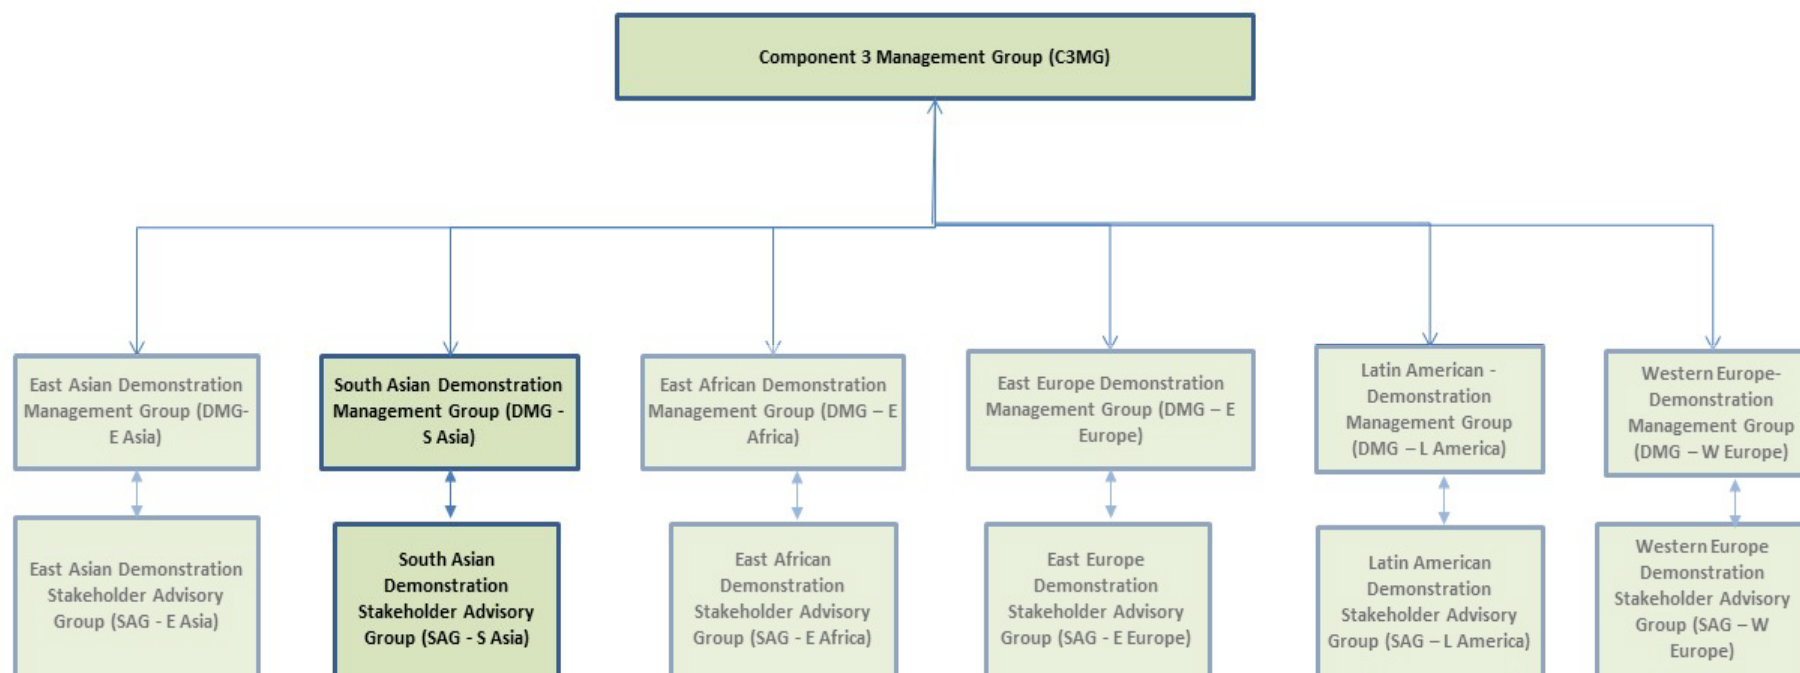 Component 3 Management Group (C3MG)
East Asian Demonstration
Management Group (DMG-
E Asia)
South Asian Demonstration
Management Group (DMG -
S Asia)
East African Demonstration
Management Group (DMG – E
Africa)
East Europe Demonstration
Management Group (DMG – E
Europe)
Latin American -
Demonstration
Management Group
(DMG – L America)
Western Europe-
Demonstration
Management Group
(DMG – W Europe)
East Asian Demonstration
Stakeholder Advisory
Group (SAG - E Asia)
South Asian
Demonstration
Stakeholder Advisory
Group (SAG - S Asia)
East African
Demonstration
Stakeholder Advisory
Group (SAG - E Africa)
East Europe
Demonstration
Stakeholder Advisory
Group (SAG - E Europe)
Latin American
Demonstration
Stakeholder Advisory
Group (SAG – L America)
Western Europe
Demonstration
Stakeholder Advisory
Group (SAG – W
Europe)